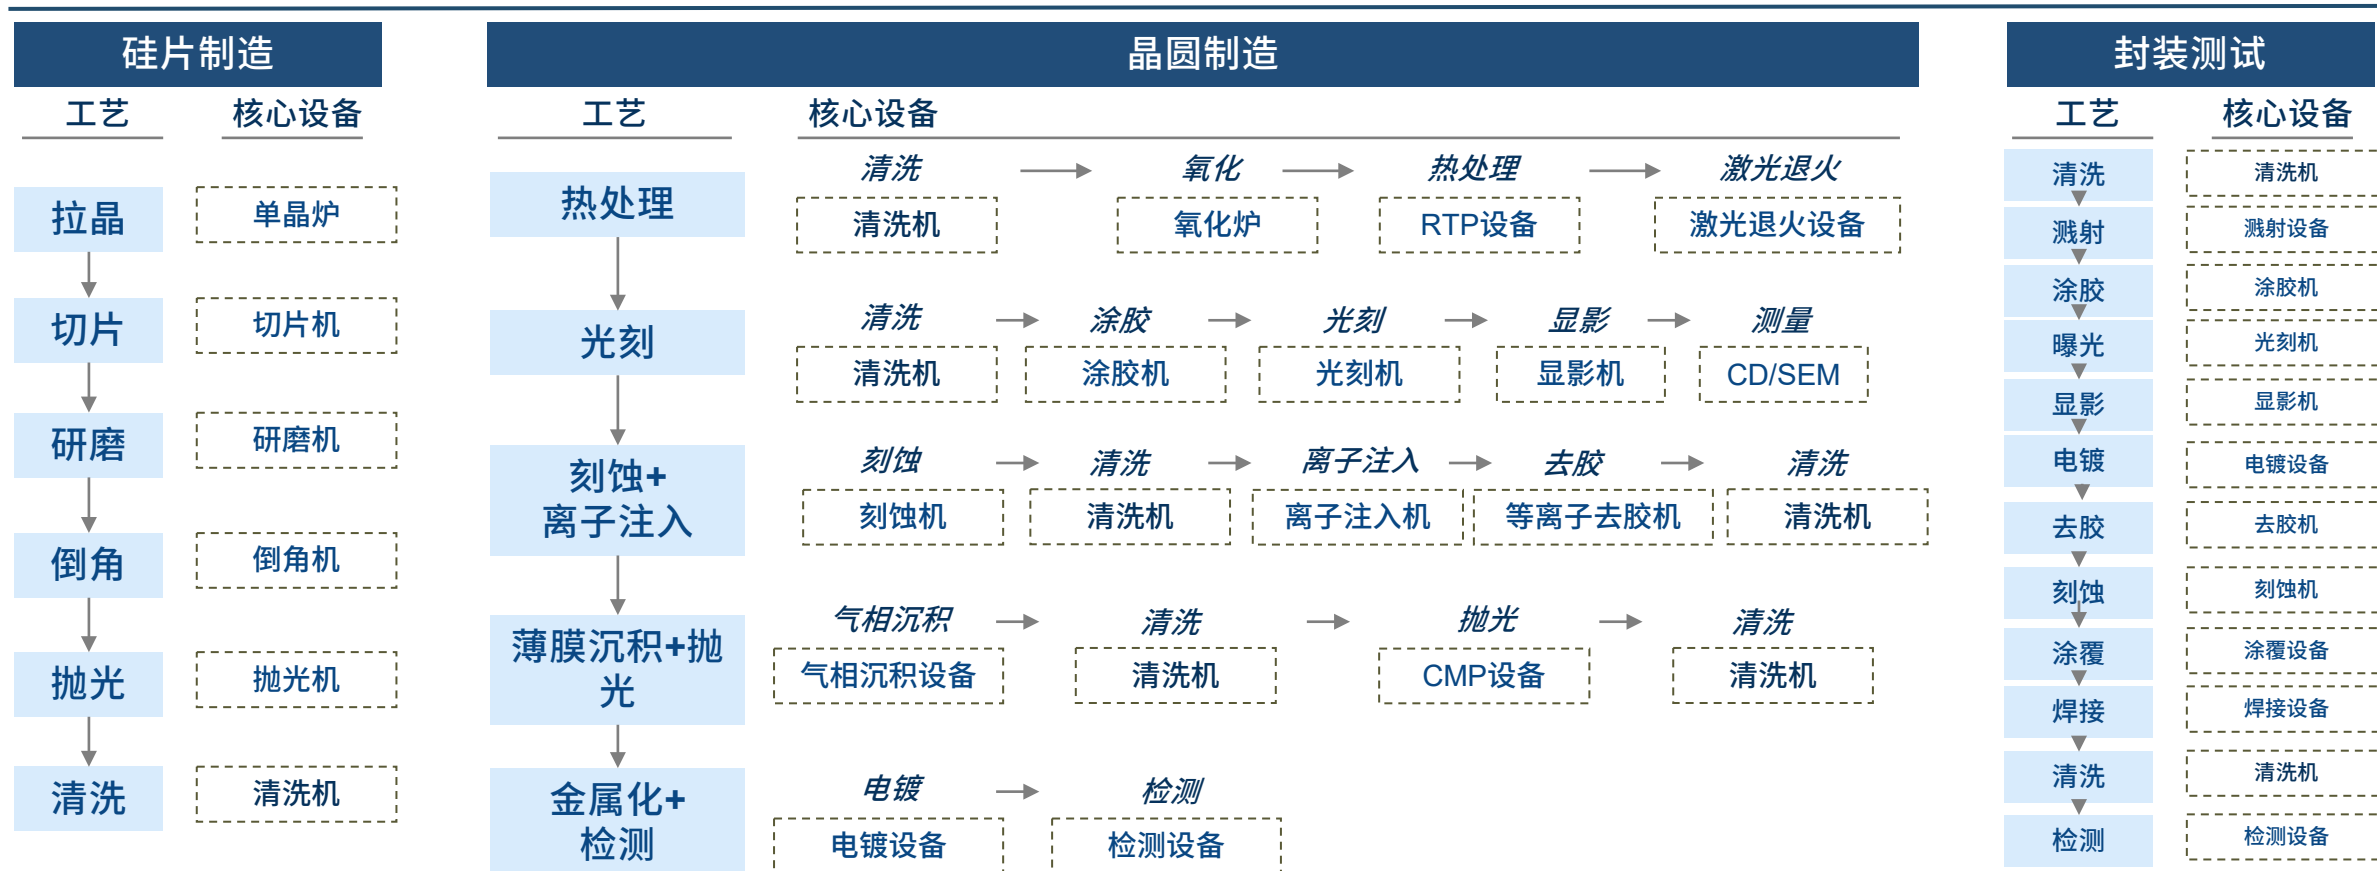 硅片制造
工艺
核心设备
拉晶
单晶炉
切片
切片机
研磨
研磨机
倒角
倒角机
抛光
抛光机
清洗
清洗机
晶圆制造
工艺
核心设备
热处理
清洗
氧化
热处理
激光退火
清洗机
氧化炉
RTP设备
激光退火设备
光刻
清洗
涂胶
光刻
显影
测量
清洗机
涂胶机
光刻机
显影机
CD/SEM
刻蚀+
离子注入
刻蚀
清洗
离子注入
去胶
清洗
刻蚀机
清洗机
离子注入机
等离子去胶机
清洗机
薄膜沉积+抛
光
气相沉积
清洗
抛光
清洗
气相沉积设备
清洗机
CMP设备
清洗机
金属化+
检测
电镀
检测
电镀设备
检测设备
封装测试
工艺
核心设备
清洗
清洗机
溅射
溅射设备
涂胶
涂胶机
曝光
光刻机
显影
显影机
电镀
电镀设备
去胶
去胶机
刻蚀
刻蚀机
涂覆
涂覆设备
焊接
焊接设备
清洗
清洗机
检测
检测设备